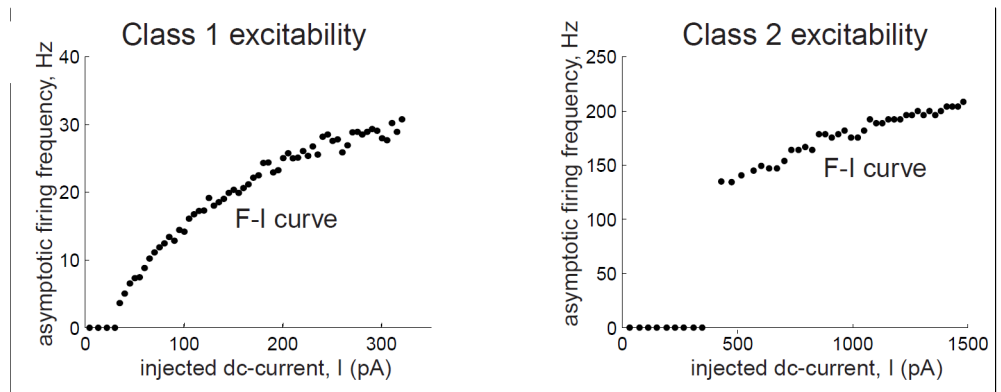 Class 1 excitability
asymptotic firing frequency, Hz
40
30
20
10
0
F-I curve
0 100 200 300
injected dc-current, I (pA)
Class 2 excitability
asymptotic firing frequency, Hz
250
200
150
100
50
0
F-I curve
0 500 1000 1500
injected dc-current, I (pA)